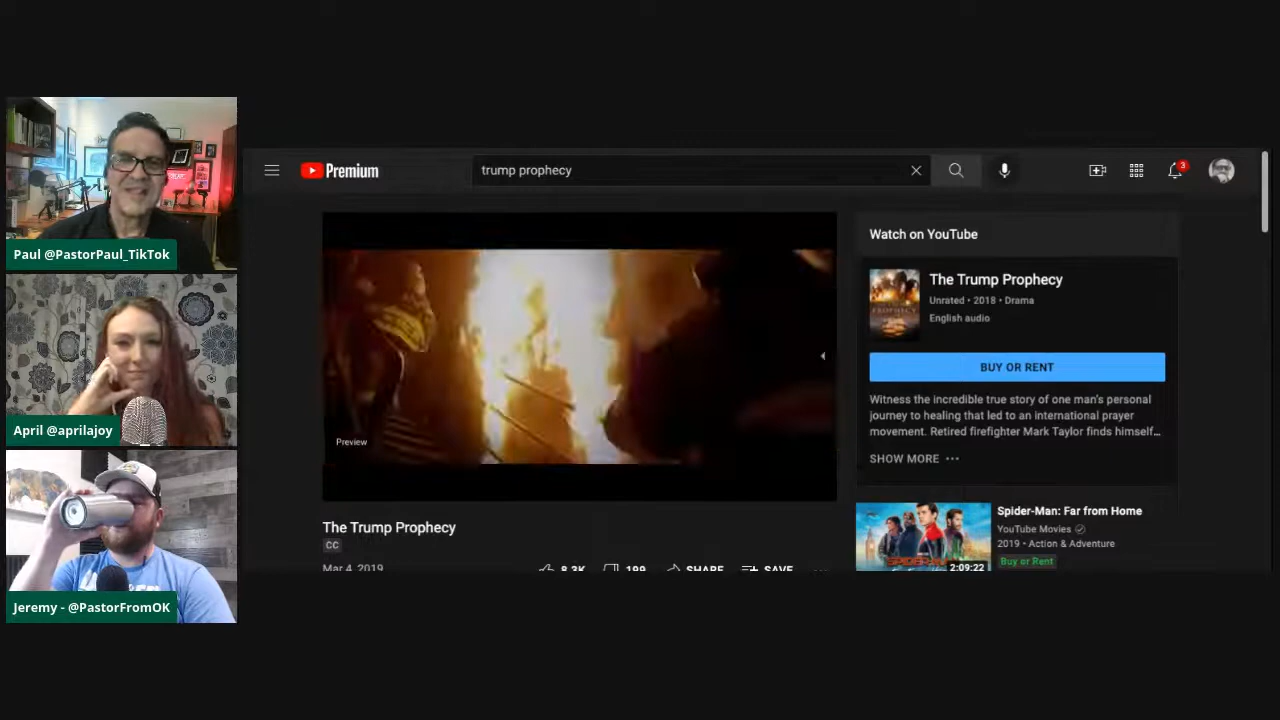 Paul @PastorPaul_TikTok
April @aprilajoy
Jeremy - @PastorFromOK
Premium
trump prophecy
3
Preview
The Trump Prophecy
CC
Mar 4, 2019
8.3K
199
SHARE
SAVE
Watch on YouTube
The Trump Prophecy
Unrated • 2018 • Drama
English audio
BUY OR RENT
Witness the incredible true story of one man's personal
journey to healing that led to an international prayer
movement. Retired firefighter Mark Taylor finds himself...
SHOW MORE
Spider-Man: Far from Home
YouTube Movies
2019 • Action & Adventure
Buy or Rent
2:09:22